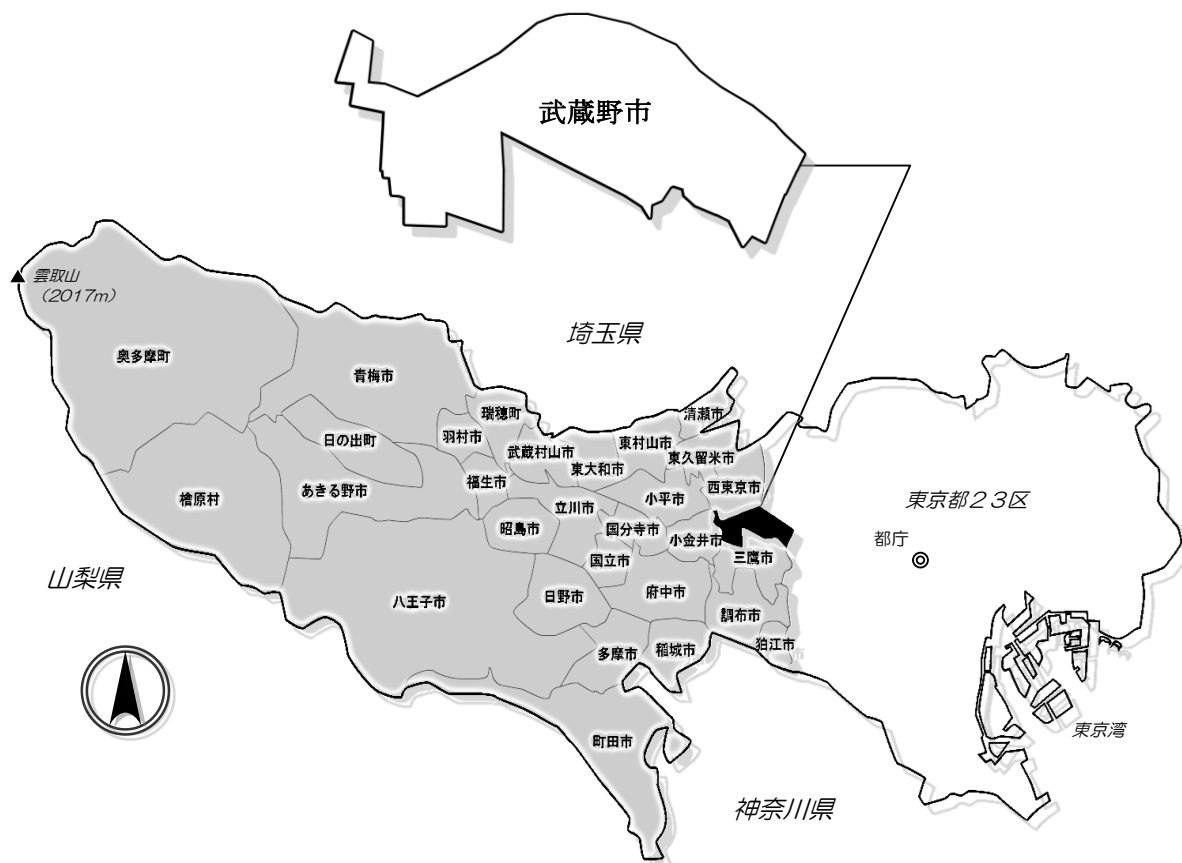 武蔵野市
雲取山
（2017m）
埼玉県
奥多摩町
青梅市
瑞穂町
清瀬市
羽村市
日の出町
武蔵村山市
東村山市
東大和市
東久留米市
福生市
あきる野市
檜原村
西東京市
小平市
立川市
昭島市
国分寺市
小金井市
東京都２３区
都庁
三鷹市
国立市
山梨県
八王子市
日野市
府中市
調布市
狛江市
稲城市
多摩市
町田市
東京湾
神奈川県